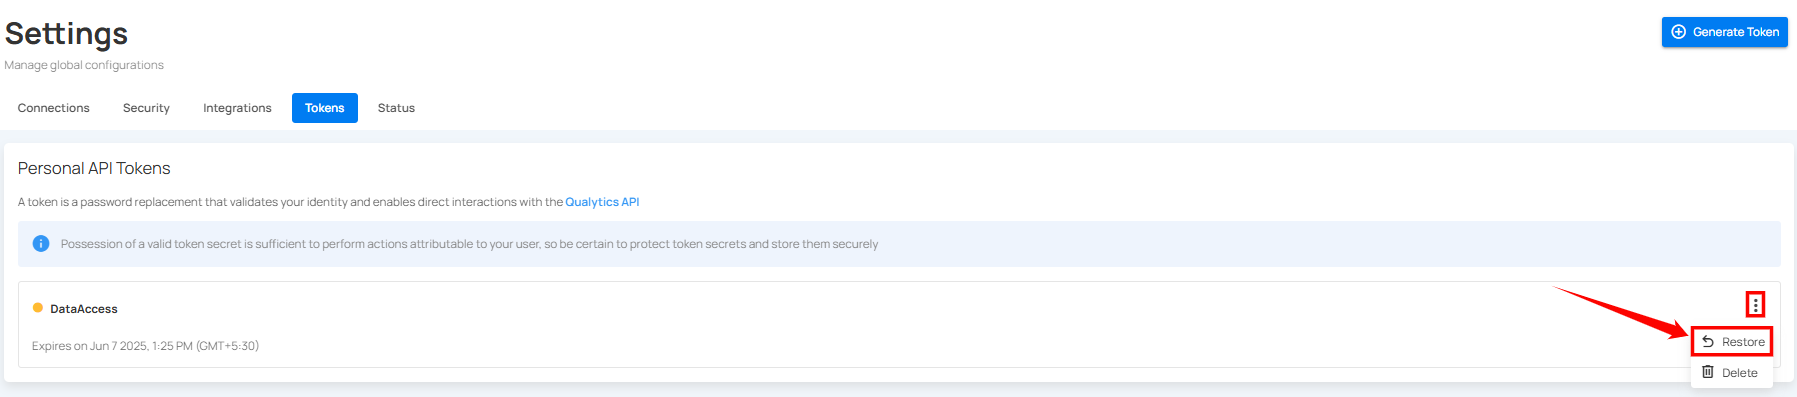 Settings
Generate Token
Manage global configurations
Connections Security Integrations Tokens Status
Personal API Tokens
A token is a password replacement that validates your identity and enables direct interactions with the Qualytics API
Possession of a valid token secret is sufficient to perform actions attributable to your user, so be certain to protect token secrets and store them securely
DataAccess
Expires on Jun 7 2025, 1:25 PM (GMT+5:30)
Restore
Delete